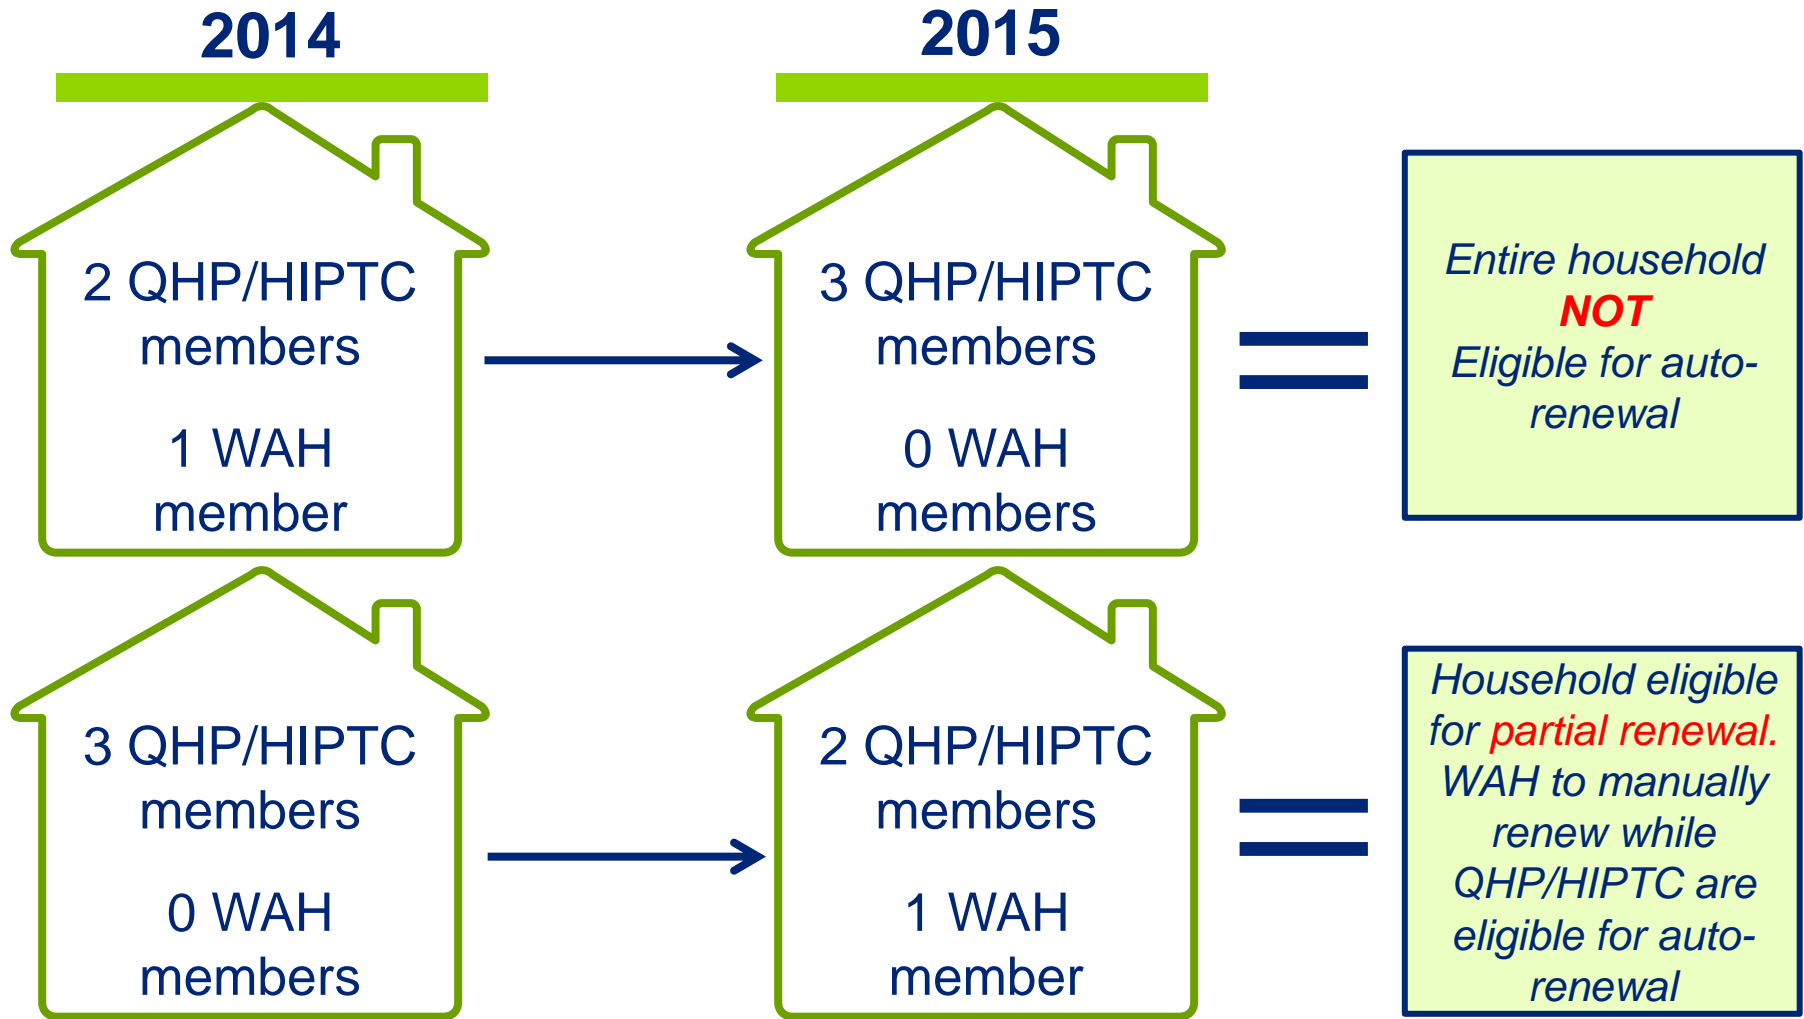 2014
2015
2 QHP/HIPTC
members
1 WAH
member
3 QHP/HIPTC
members
0 WAH
members
Entire household
NOT
Eligible for auto-
renewal
3 QHP/HIPTC
members
0 WAH
members
2 QHP/HIPTC
members
1 WAH
member
Household eligible
for partial renewal.
WAH to manually
renew while
QHP/HIPTC are
eligible for auto-
renewal